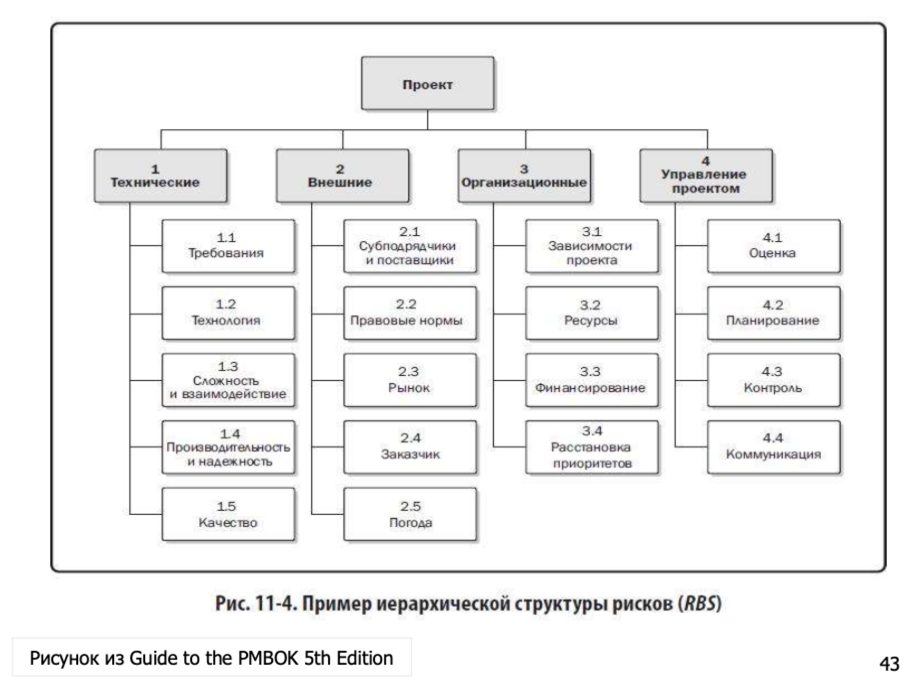 Проект
1
Технические
2
Внешние
3
Организационные
4
Управление
проектом
1.1
Требования
2.1
Субподрядчики
и поставщики
3.1
Зависимости
проекта
4.1
Оценка
1.2
Технология
2.2
Правовые нормы
3.2
Ресурсы
4.2
Планирование
1.3
Сложность
и взаимодействие
2.3
Рынок
3.3
Финансирование
4.3
Контроль
1.4
Производительность
и надежность
2.4
Заказчик
3.4
Расстановка
приоритетов
4.4
Коммуникация
1.5
Качество
2.5
Погода
Рис. 11-4. Пример иерархической структуры рисков (RBS)
Рисунок из Guide to the PMBOK 5th Edition
43